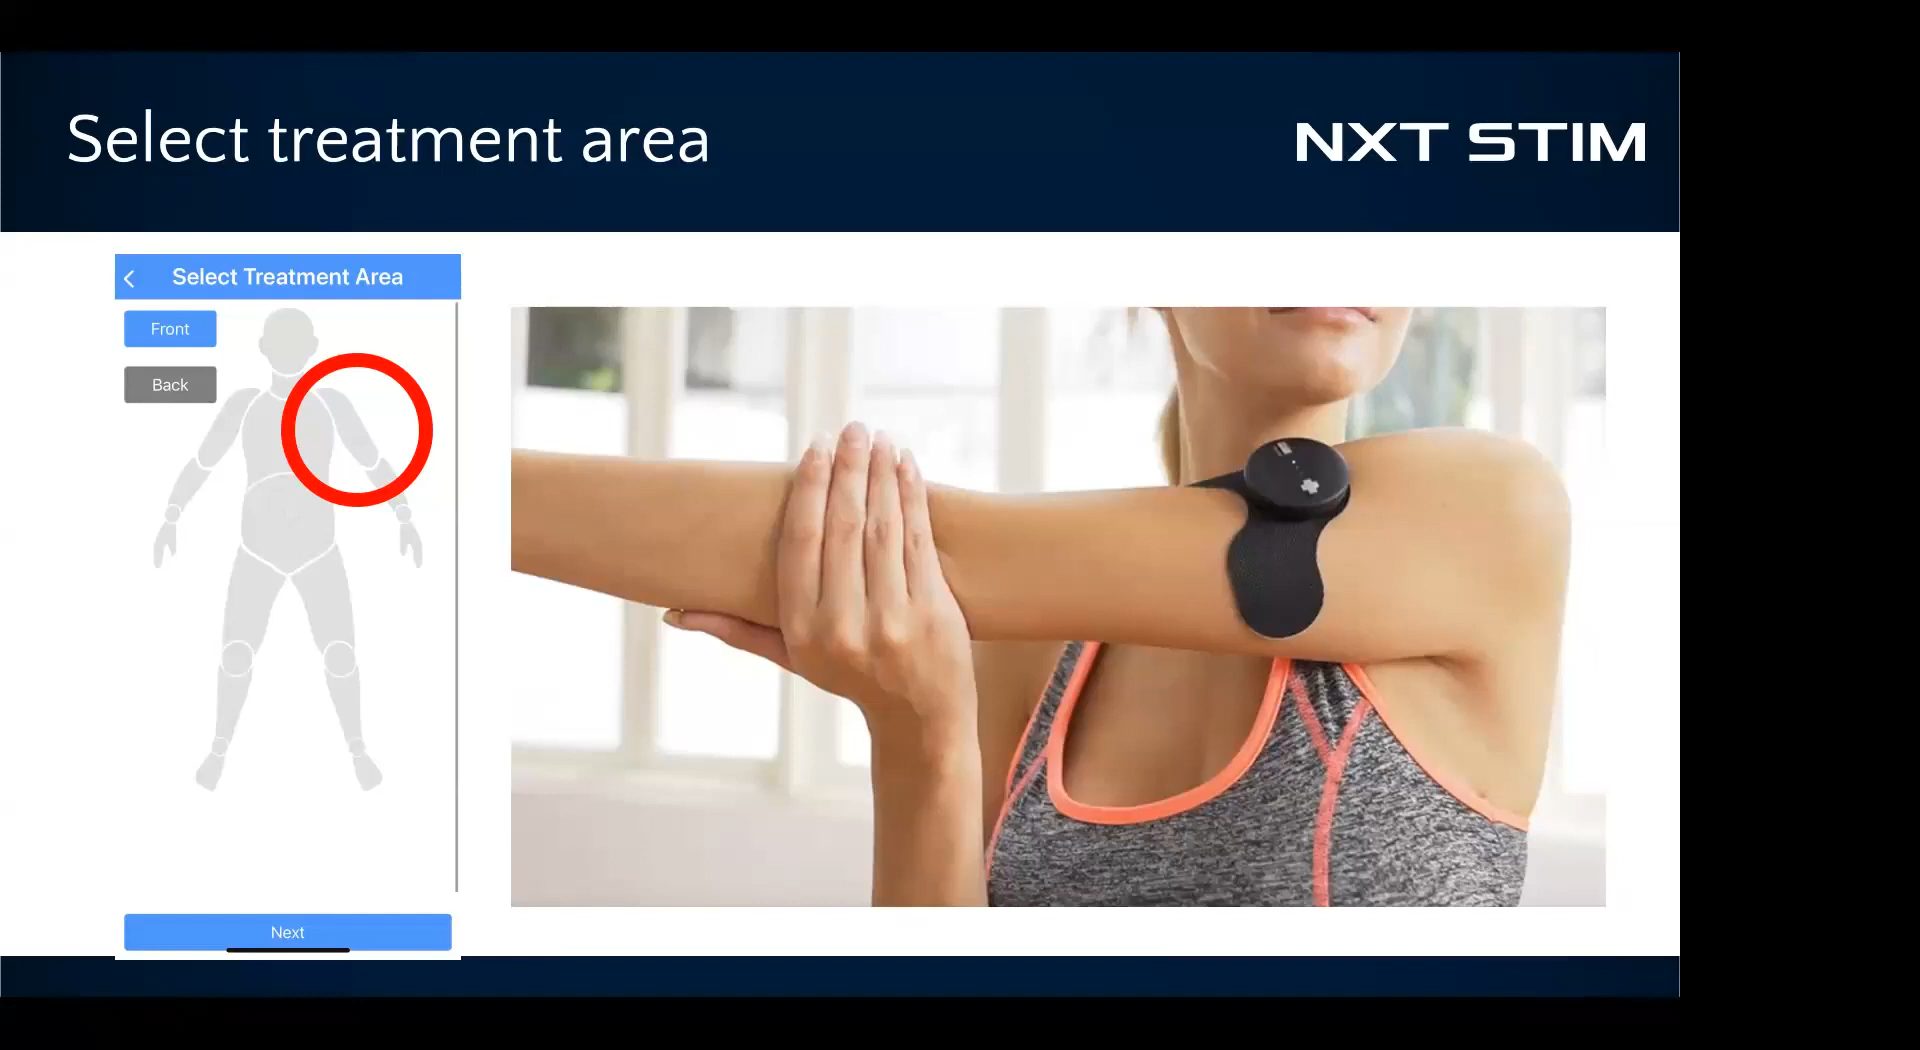 Select treatment area
NXT STIM
Select Treatment Area
Front
Back
Next